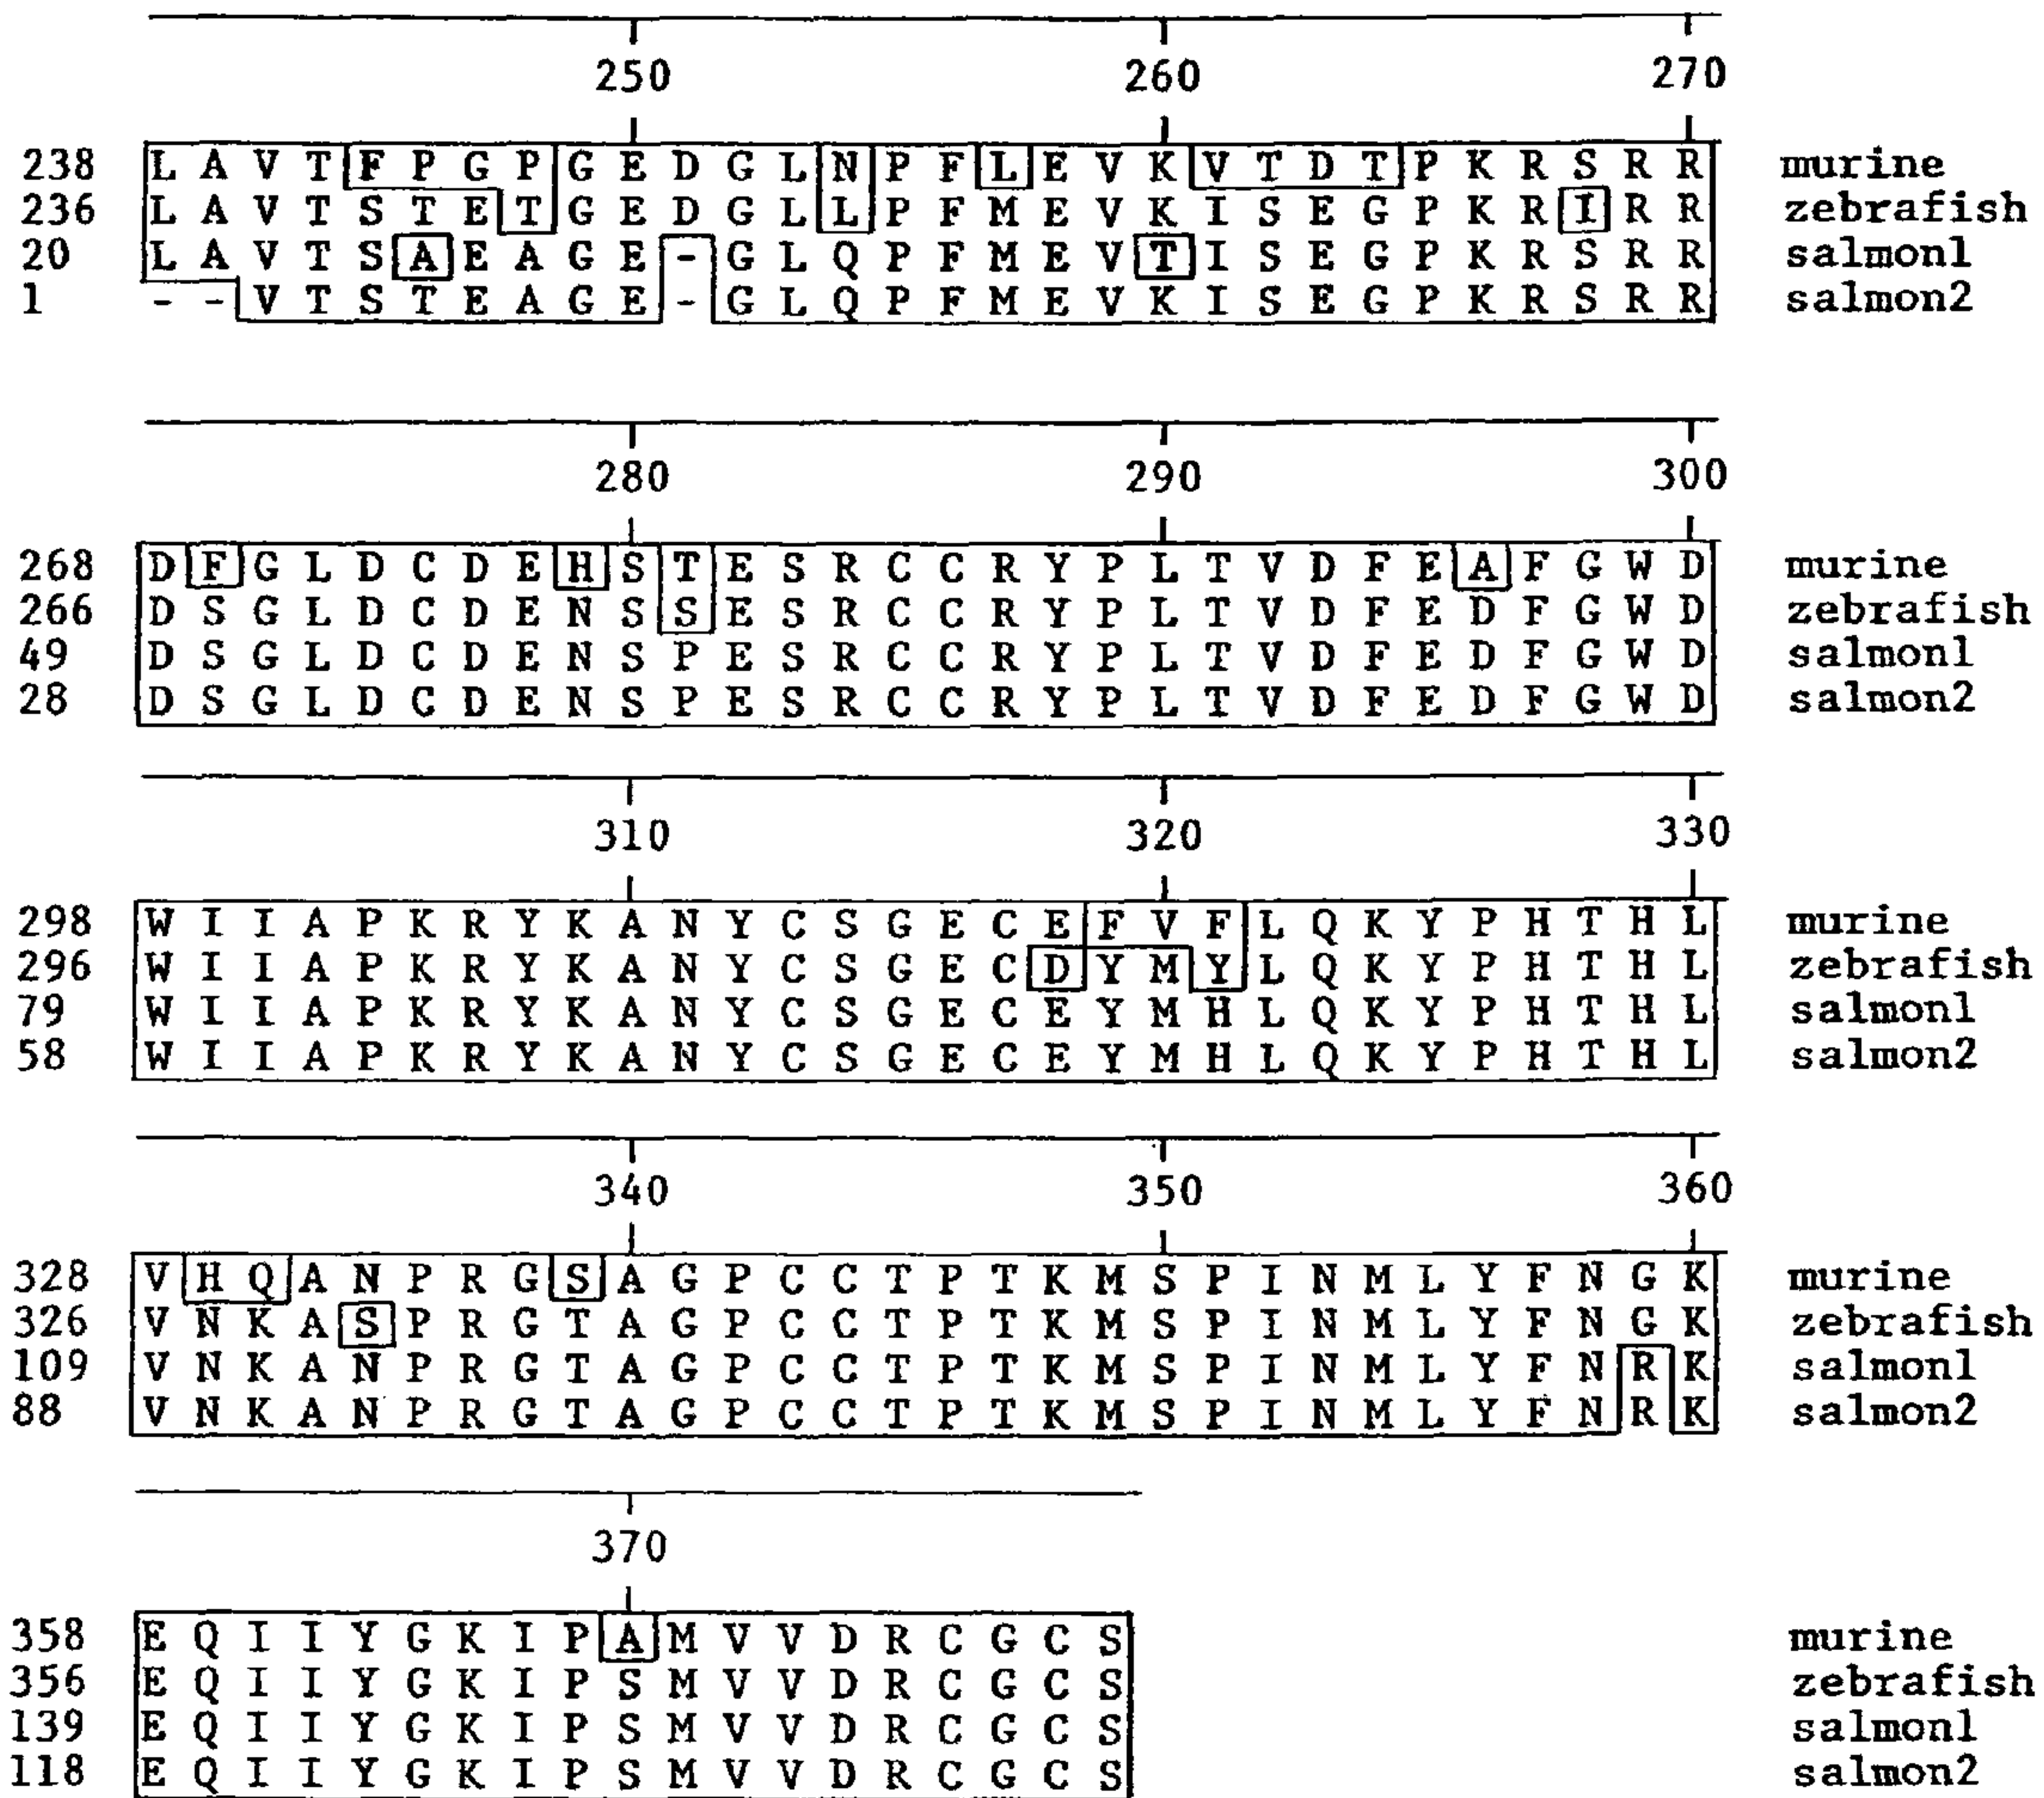 250 260 270
238 L A V T F P G P G E D G L N P F L E V K V T D T P K R S R R murine
236 L A V T S T E T G E D G L L P F M E V K I S E G P K R I R R zebrafish
20 L A V T S A E A G E - G L Q P F M E V T I S E G P K R S R R salmon1
1 - - V T S T E A G E - G L Q P F M E V K I S E G P K R S R R salmon2
280 290 300
268 D F G L D C D E H S T E S R C C R Y P L T V D F E A F G W D murine
266 D S G L D C D E N S S E S R C C R Y P L T V D F E D F G W D zebrafish
49 D S G L D C D E N S P E S R C C R Y P L T V D F E D F G W D salmon1
28 D S G L D C D E N S P E S R C C R Y P L T V D F E D F G W D salmon2
310 320 330
298 W I I A P K R Y K A N Y C S G E C E F V F L Q K Y P H T H L murine
296 W I I A P K R Y K A N Y C S G E C D Y M Y L Q K Y P H T H L zebrafish
79 W I I A P K R Y K A N Y C S G E C E Y M H L Q K Y P H T H L salmon1
58 W I I A P K R Y K A N Y C S G E C E Y M H L Q K Y P H T H L salmon2
340 350 360
328 V H Q A N P R G S A G P C C T P T K M S P I N M L Y F N G K murine
326 V N K A S P R G T A G P C C T P T K M S P I N M L Y F N G K zebrafish
109 V N K A N P R G T A G P C C T P T K M S P I N M L Y F N R K salmon1
88 V N K A N P R G T A G P C C T P T K M S P I N M L Y F N R K salmon2
370
358 E Q I I Y G K I P A M V V D R C G C S murine
356 E Q I I Y G K I P S M V V D R C G C S zebrafish
139 E Q I I Y G K I P S M V V D R C G C S salmon1
118 E Q I I Y G K I P S M V V D R C G C S salmon2